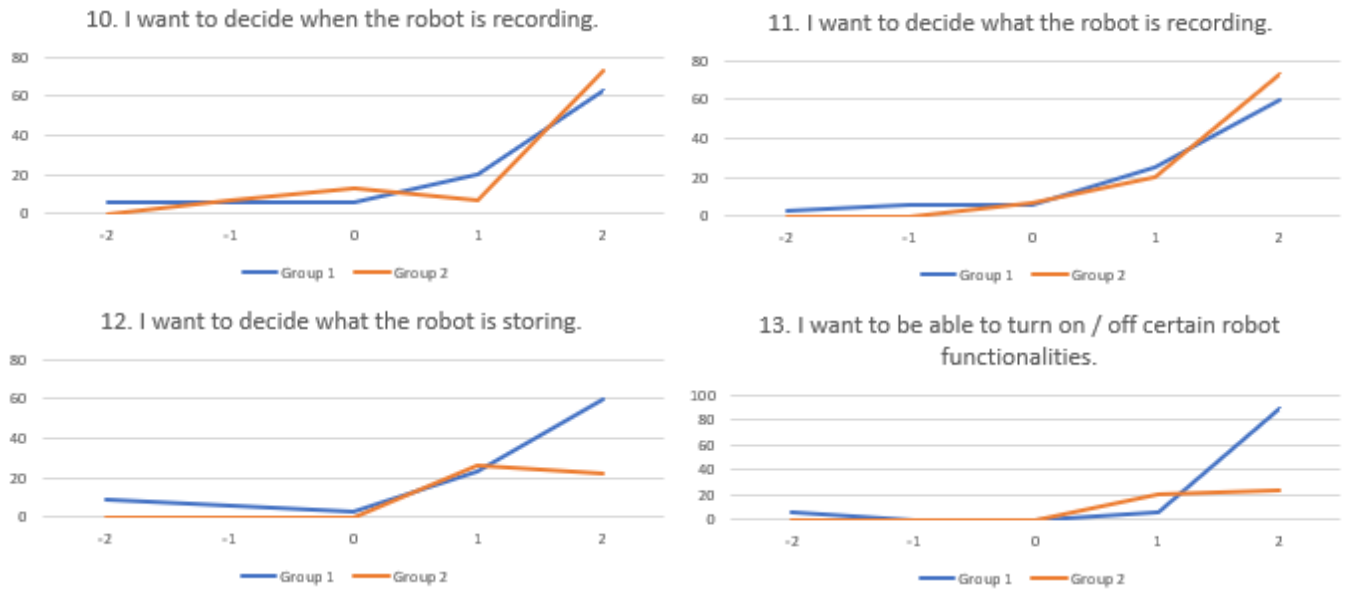 10. I want to decide when the robot is recording.
80
60
40
20
0
-2 -1 0 1 2
Group 1 Group 2
11. I want to decide what the robot is recording.
80
60
40
20
0
-2 -1 0 1 2
Group 1 Group 2
12. I want to decide what the robot is storing.
80
60
40
20
0
-2 -1 0 1 2
Group 1 Group 2
13. I want to be able to turn on / off certain robot
functionalities.
100
80
60
40
20
0
-2 -1 0 1 2
Group 1 Group 2